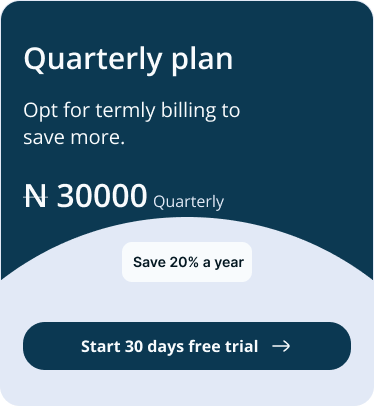 Quarterly plan
Opt for termly billing to
save more.
₦ 30000 Quarterly
Save 20% a year
Start 30 days free trial →